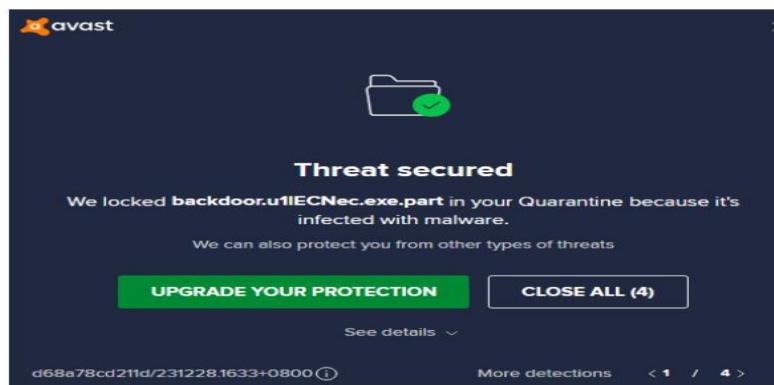 avast
Threat secured
We locked backdoor.u1lECNec.exe.part in your Quarantine because it's
infected with malware.
We can also protect you from other types of threats
UPGRADE YOUR PROTECTION
CLOSE ALL (4)
See details
d68a78cd211d/231228.1633+0800
More detections < 1 / 4 >